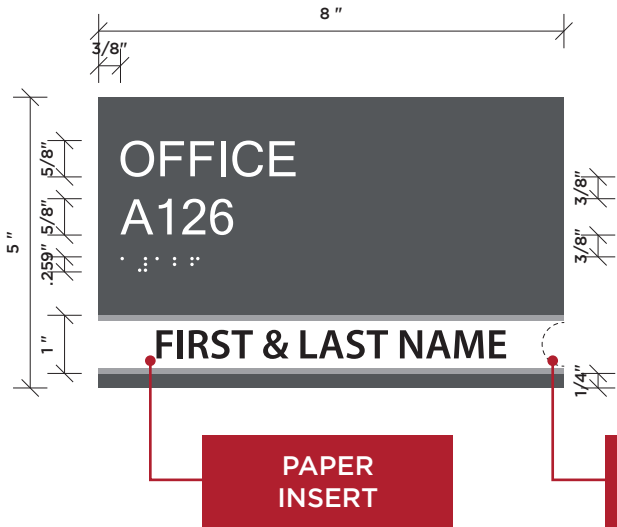 8 "
3/8"
5 "
5/8"
5/8"
.259"
1 "
OFFICE
A126
⠁⠼⠁⠃⠋
3/8"
3/8"
FIRST & LAST NAME
1/4"
PAPER
INSERT